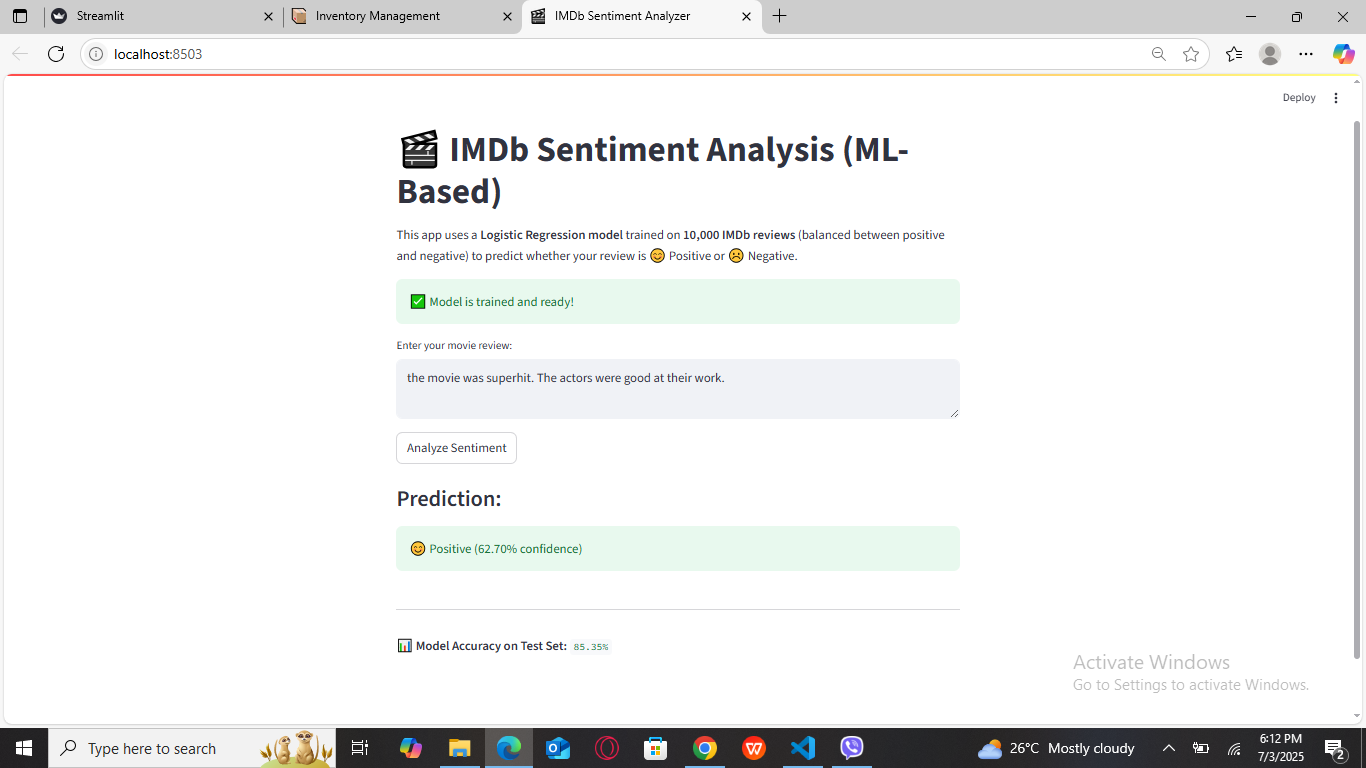 Streamlit
Inventory Management
IMDb Sentiment Analyzer
localhost:8503
Deploy
🎬 IMDb Sentiment Analysis (ML-
Based)
This app uses a Logistic Regression model trained on 10,000 IMDb reviews (balanced between positive
and negative) to predict whether your review is 😊 Positive or ☹️ Negative.
✅ Model is trained and ready!
Enter your movie review:
the movie was superhit. The actors were good at their work.
Analyze Sentiment
Prediction:
😊 Positive (62.70% confidence)
📊 Model Accuracy on Test Set: 85.35%
Activate Windows
Go to Settings to activate Windows.
Type here to search
26°C Mostly cloudy
6:12 PM
7/3/2025
2